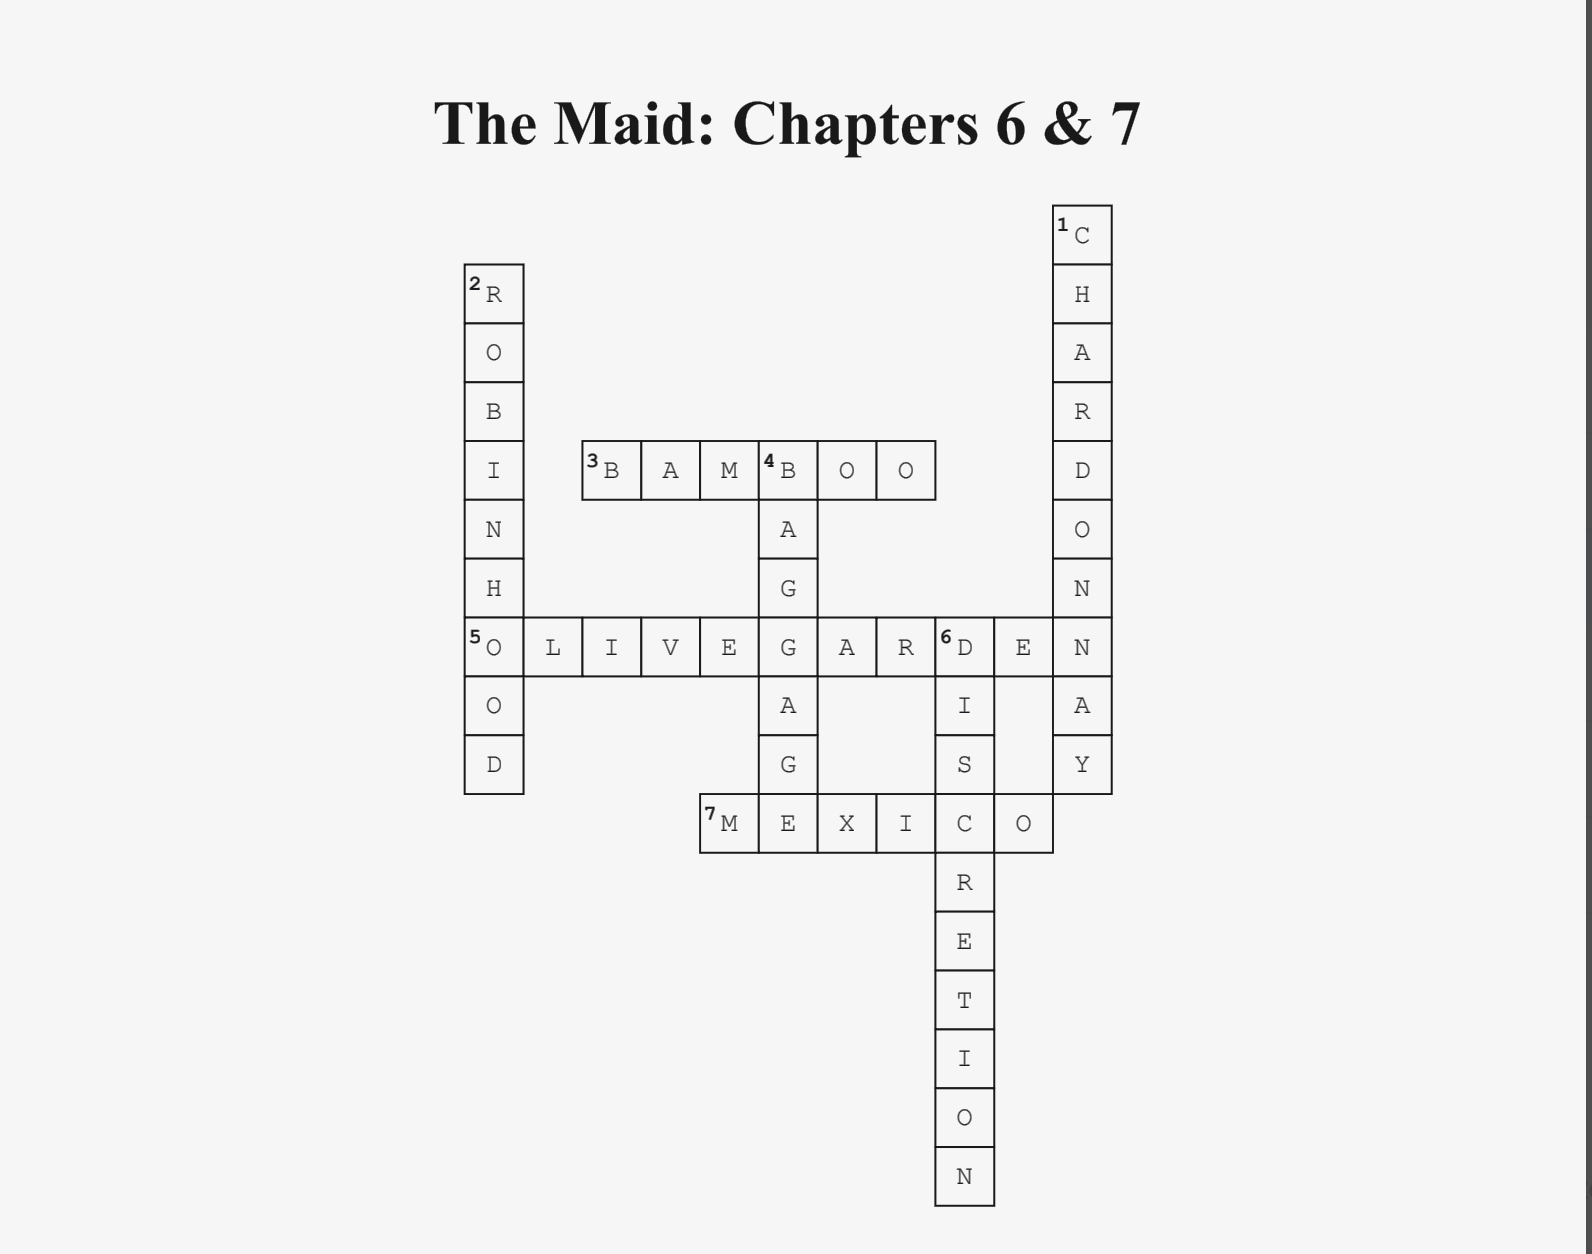 The Maid: Chapters 6 & 7
1 C
2 R H
O A
B R
I 3 B A M 4 B O O D
N A O
H G N
5 O L I V E G A R 6 D E N
O A I A
D G S Y
7 M E X I C O
R
E
T
I
O
N